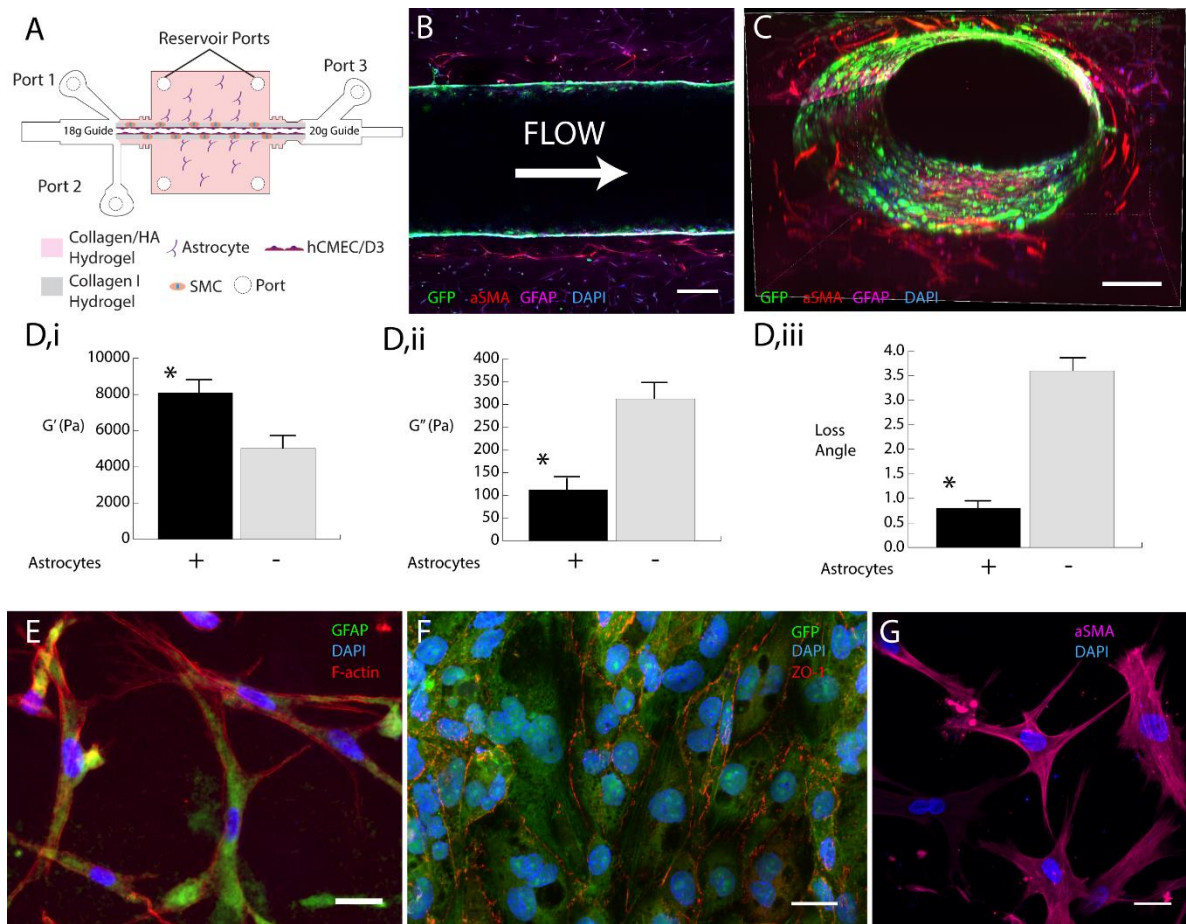 A
Reservoir Ports
Port 1
Port 3
18g Guide
20g Guide
Port 2
Collagen/HA
Hydrogel
Astrocyte
hCMEC/D3
Collagen I
Hydrogel
SMC
Port
B
FLOW
GFP aSMA GFAP DAPI
C
GFP aSMA GFAP DAPI
D,i
10000
8000
6000
4000
2000
0
G' (Pa)
*
Astrocytes + -
D,ii
400
350
300
250
200
150
100
50
0
G" (Pa)
*
Astrocytes + -
D,iii
4.0
3.5
3.0
2.5
2.0
1.5
1.0
0.5
0.0
Loss
Angle
*
Astrocytes + -
E
GFAP
DAPI
F-actin
F
GFP
DAPI
ZO-1
G
aSMA
DAPI